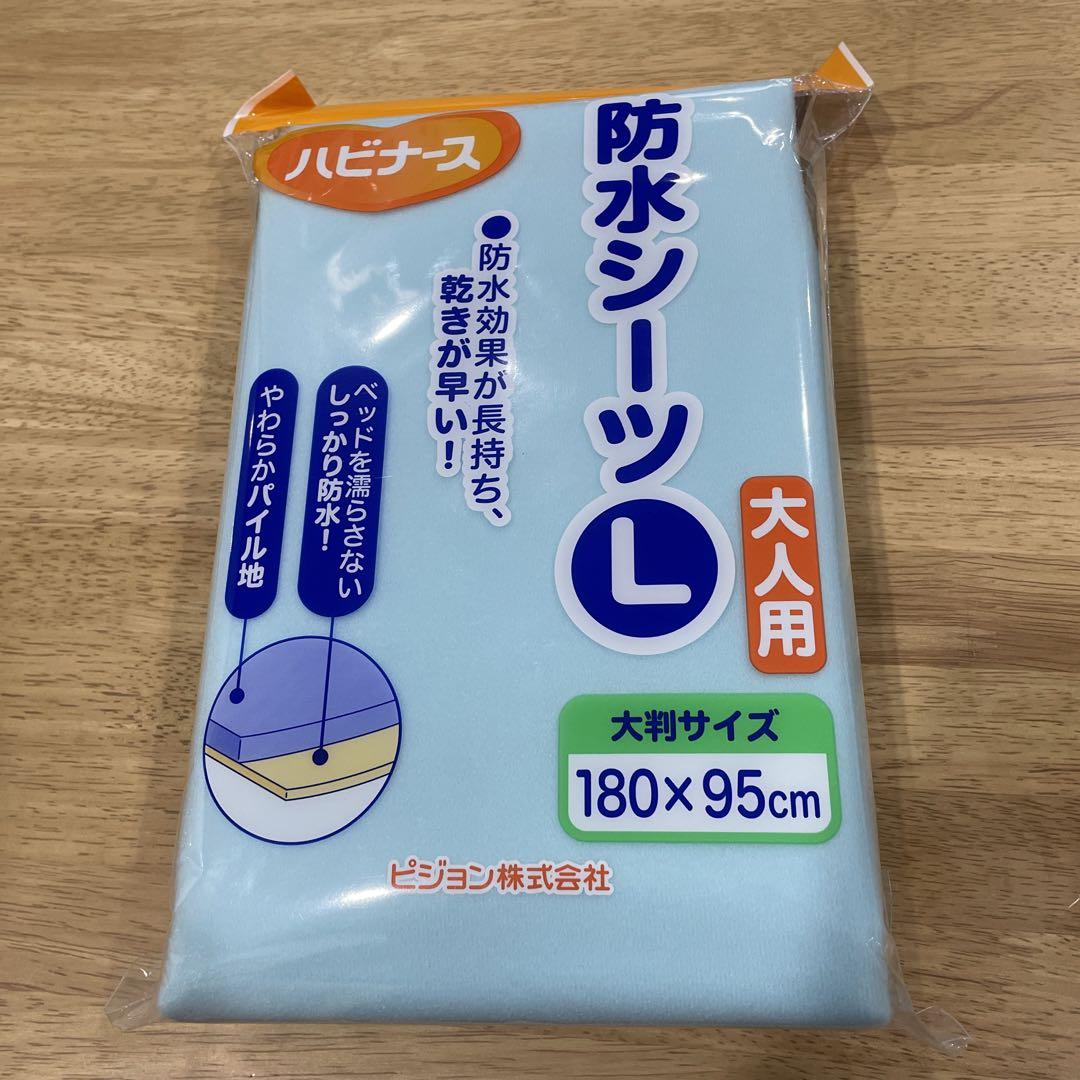 ハビナース
防水シーツ
L
大人用
●防水効果が長持ち、
乾きが早い！
ベッドを濡らさない
しっかり防水！
やわらかパイル地
大判サイズ
180×95cm
ピジョン株式会社